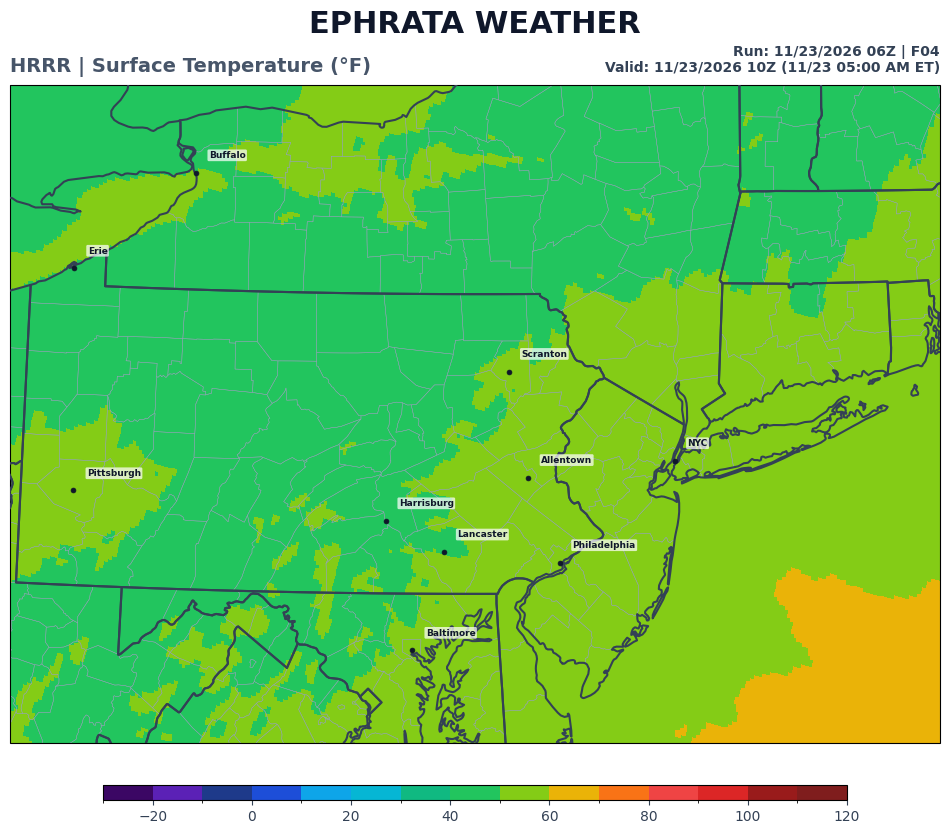 EPHRATA WEATHER
Run: 11/23/2026 06Z | F04
HRRR | Surface Temperature (°F)
Valid: 11/23/2026 10Z (11/23 05:00 AM ET)
Buffalo
Erie
Scranton
NYC
Allentown
Pittsburgh
Harrisburg
Lancaster
Philadelphia
Baltimore
−20 0 20 40 60 80 100 120